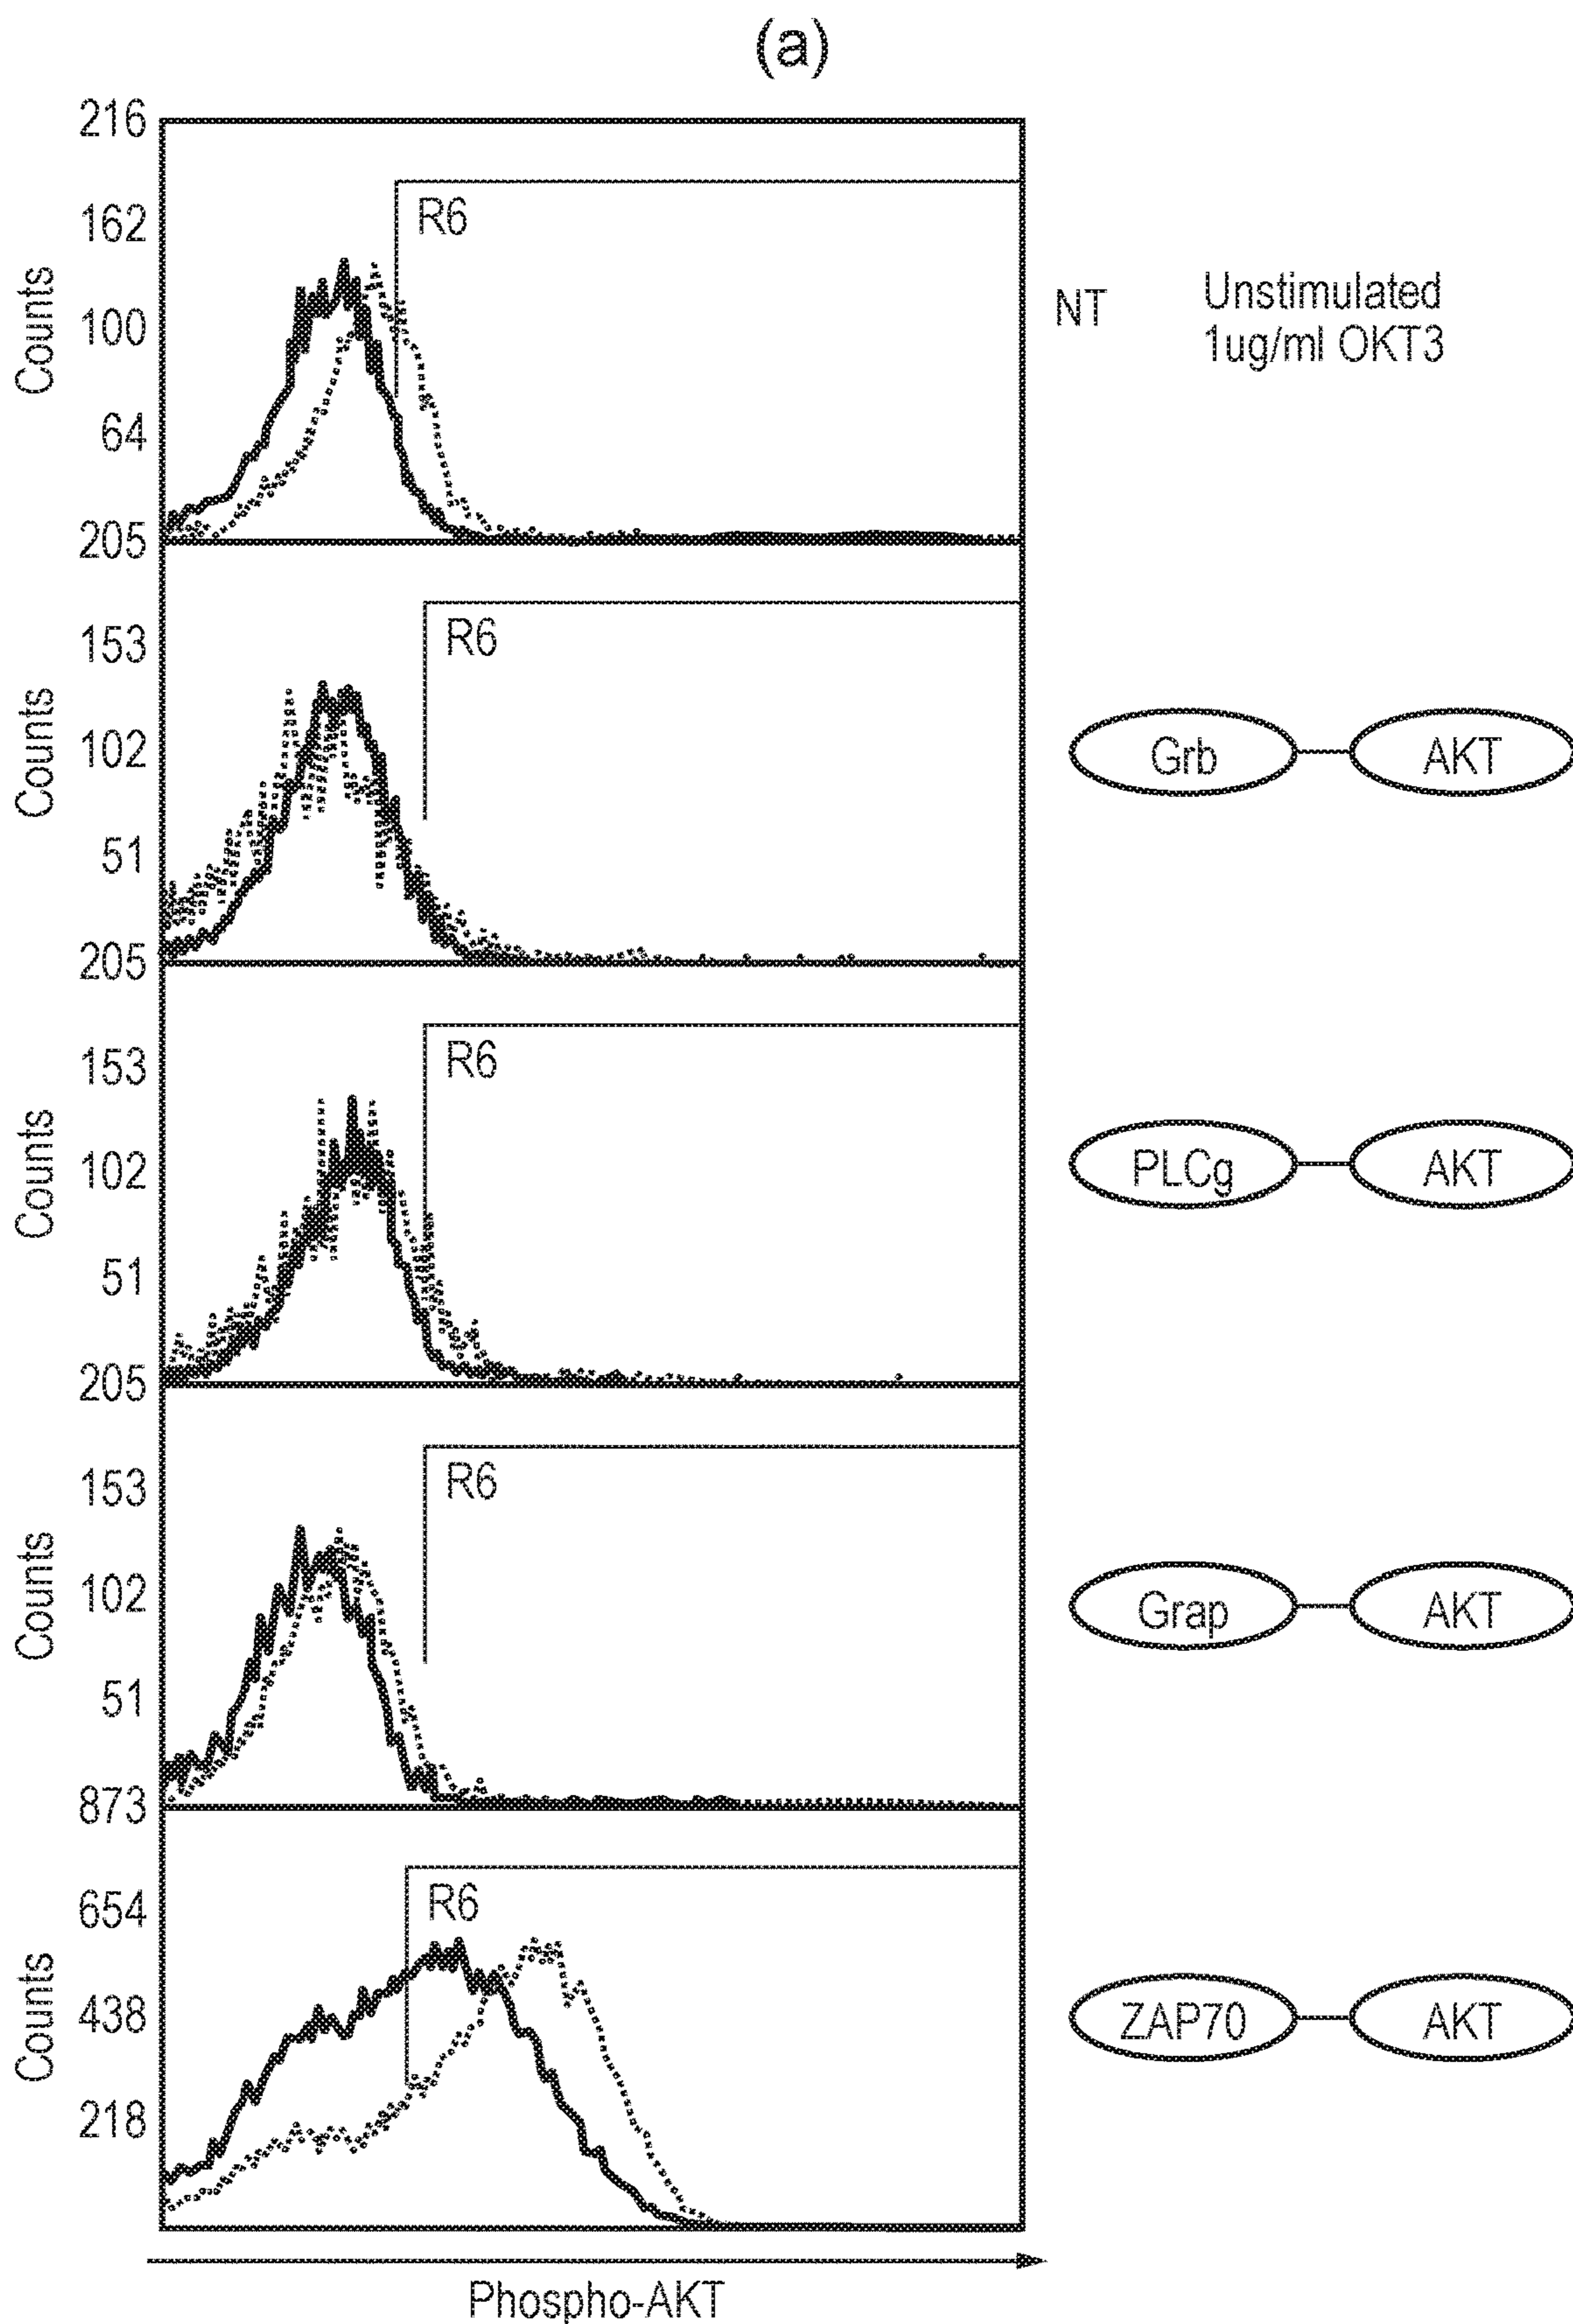 (a)
216
162
100
64
205
Counts
R6
NT
Unstimulated
1ug/ml OKT3
153
102
51
205
Counts
R6
Grb
AKT
153
102
51
205
Counts
R6
PLCg
AKT
153
102
51
873
Counts
R6
Grap
AKT
654
438
218
Counts
R6
ZAP70
AKT
Phospho-AKT